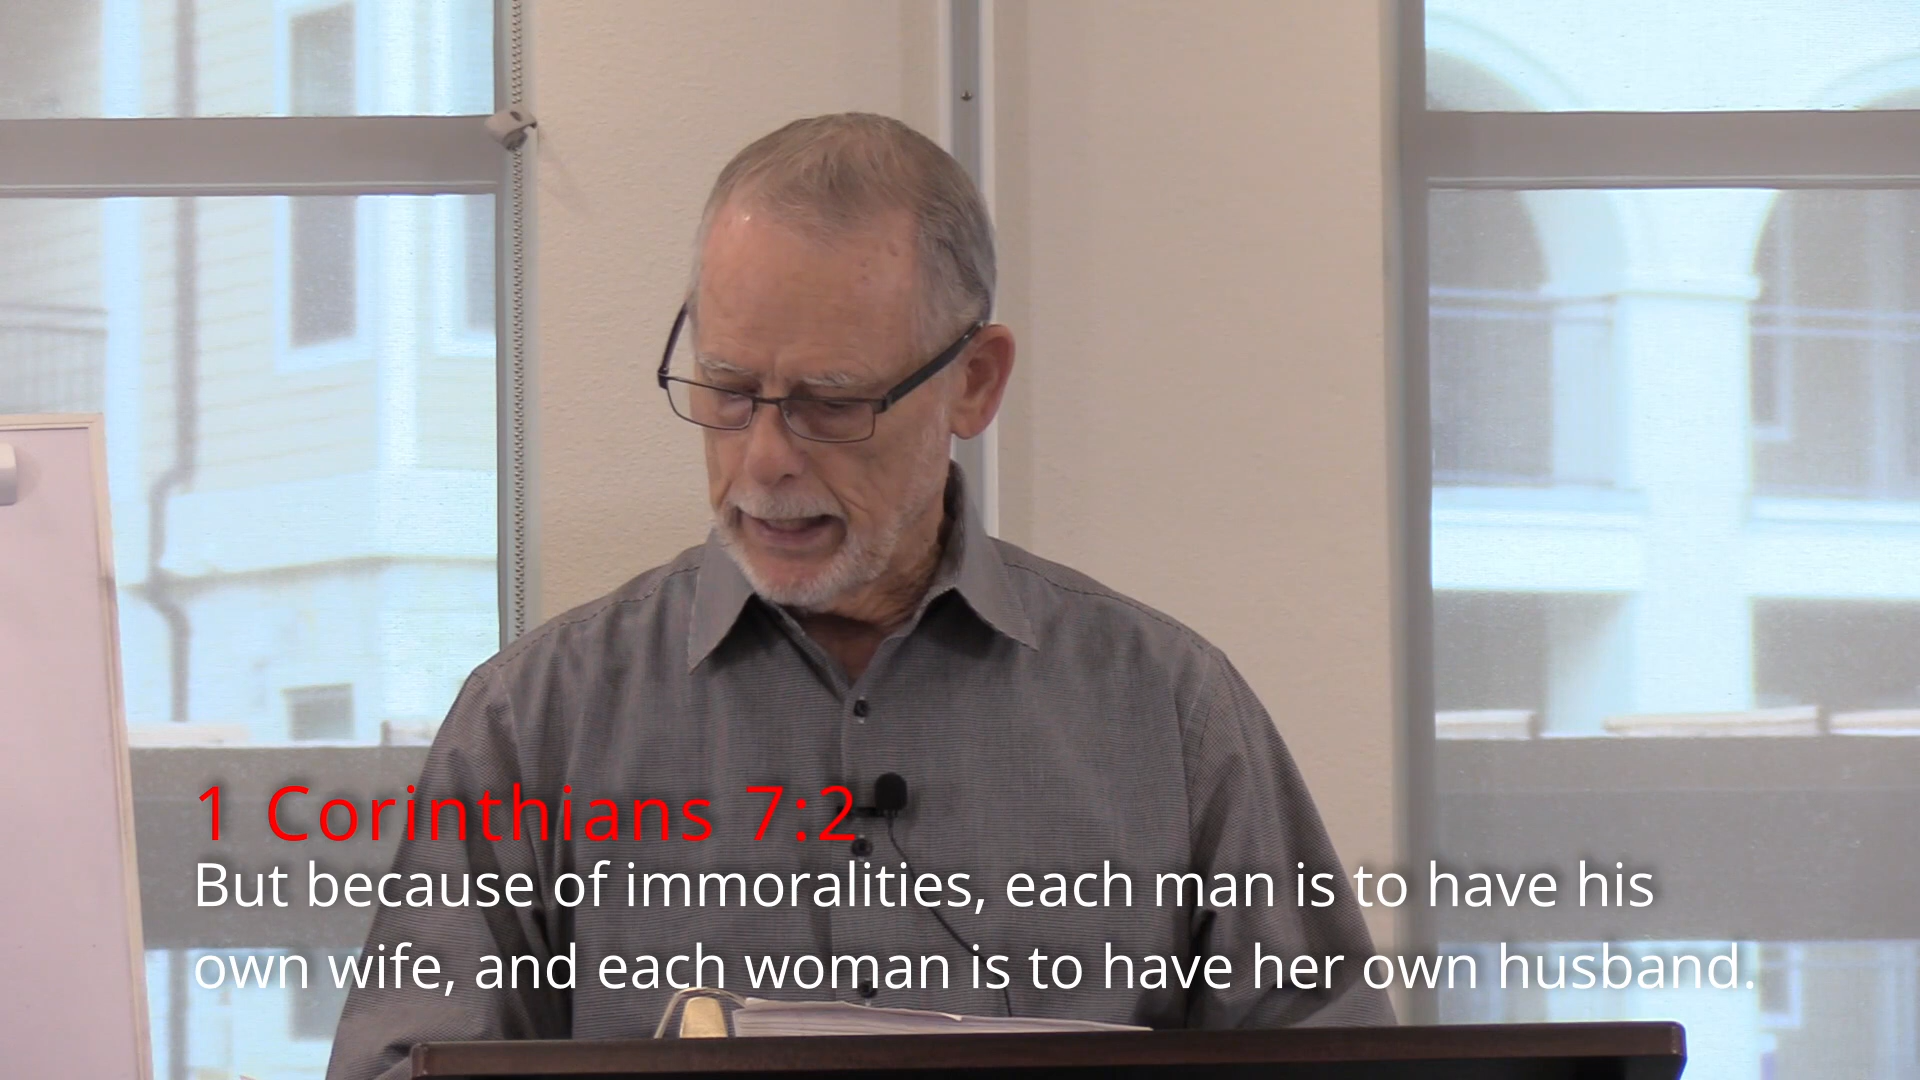 1 Corinthians 7:2
But because of immoralities, each man is to have his
own wife, and each woman is to have her own husband.